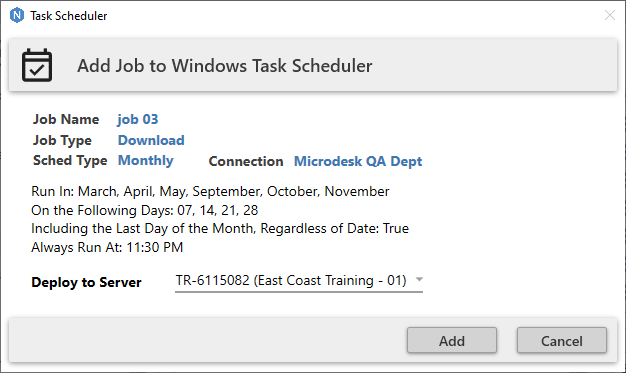 Task Scheduler
Add Job to Windows Task Scheduler
Job Name job 03
Job Type Download
Sched Type Monthly Connection Microdesk QA Dept
Run In: March, April, May, September, October, November
On the Following Days: 07, 14, 21, 28
Including the Last Day of the Month, Regardless of Date: True
Always Run At: 11:30 PM
Deploy to Server TR-6115082 (East Coast Training - 01)
Add Cancel